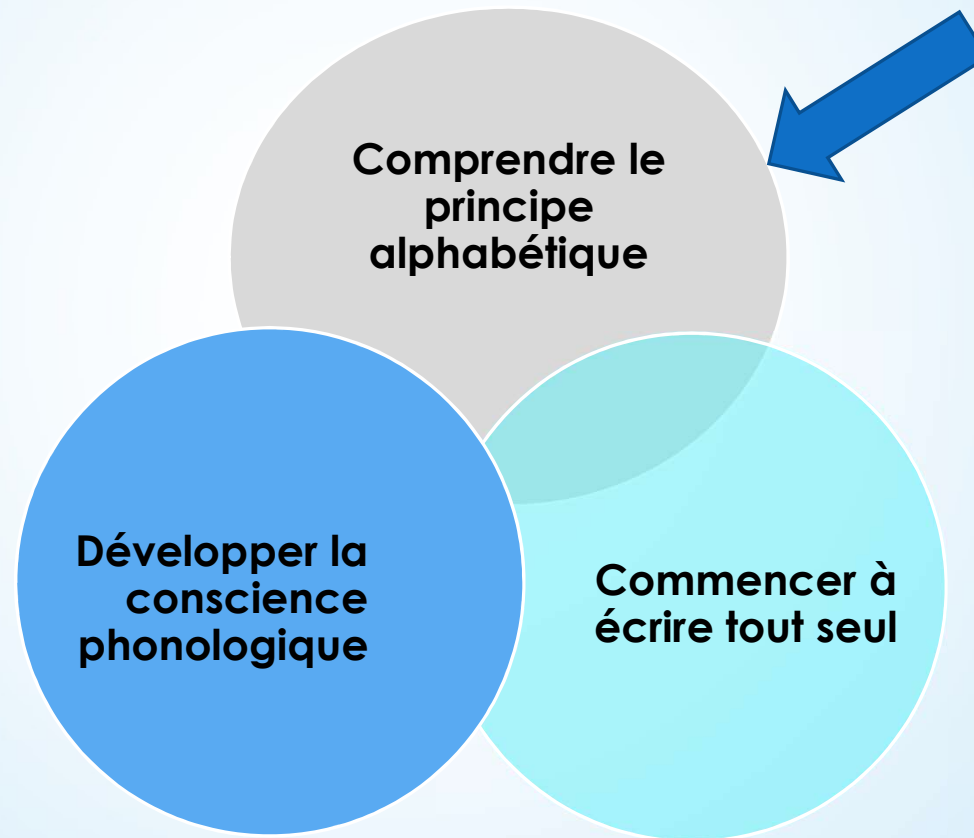 Comprendre le
principe
alphabétique
Développer la
conscience
phonologique
Commencer à
écrire tout seul